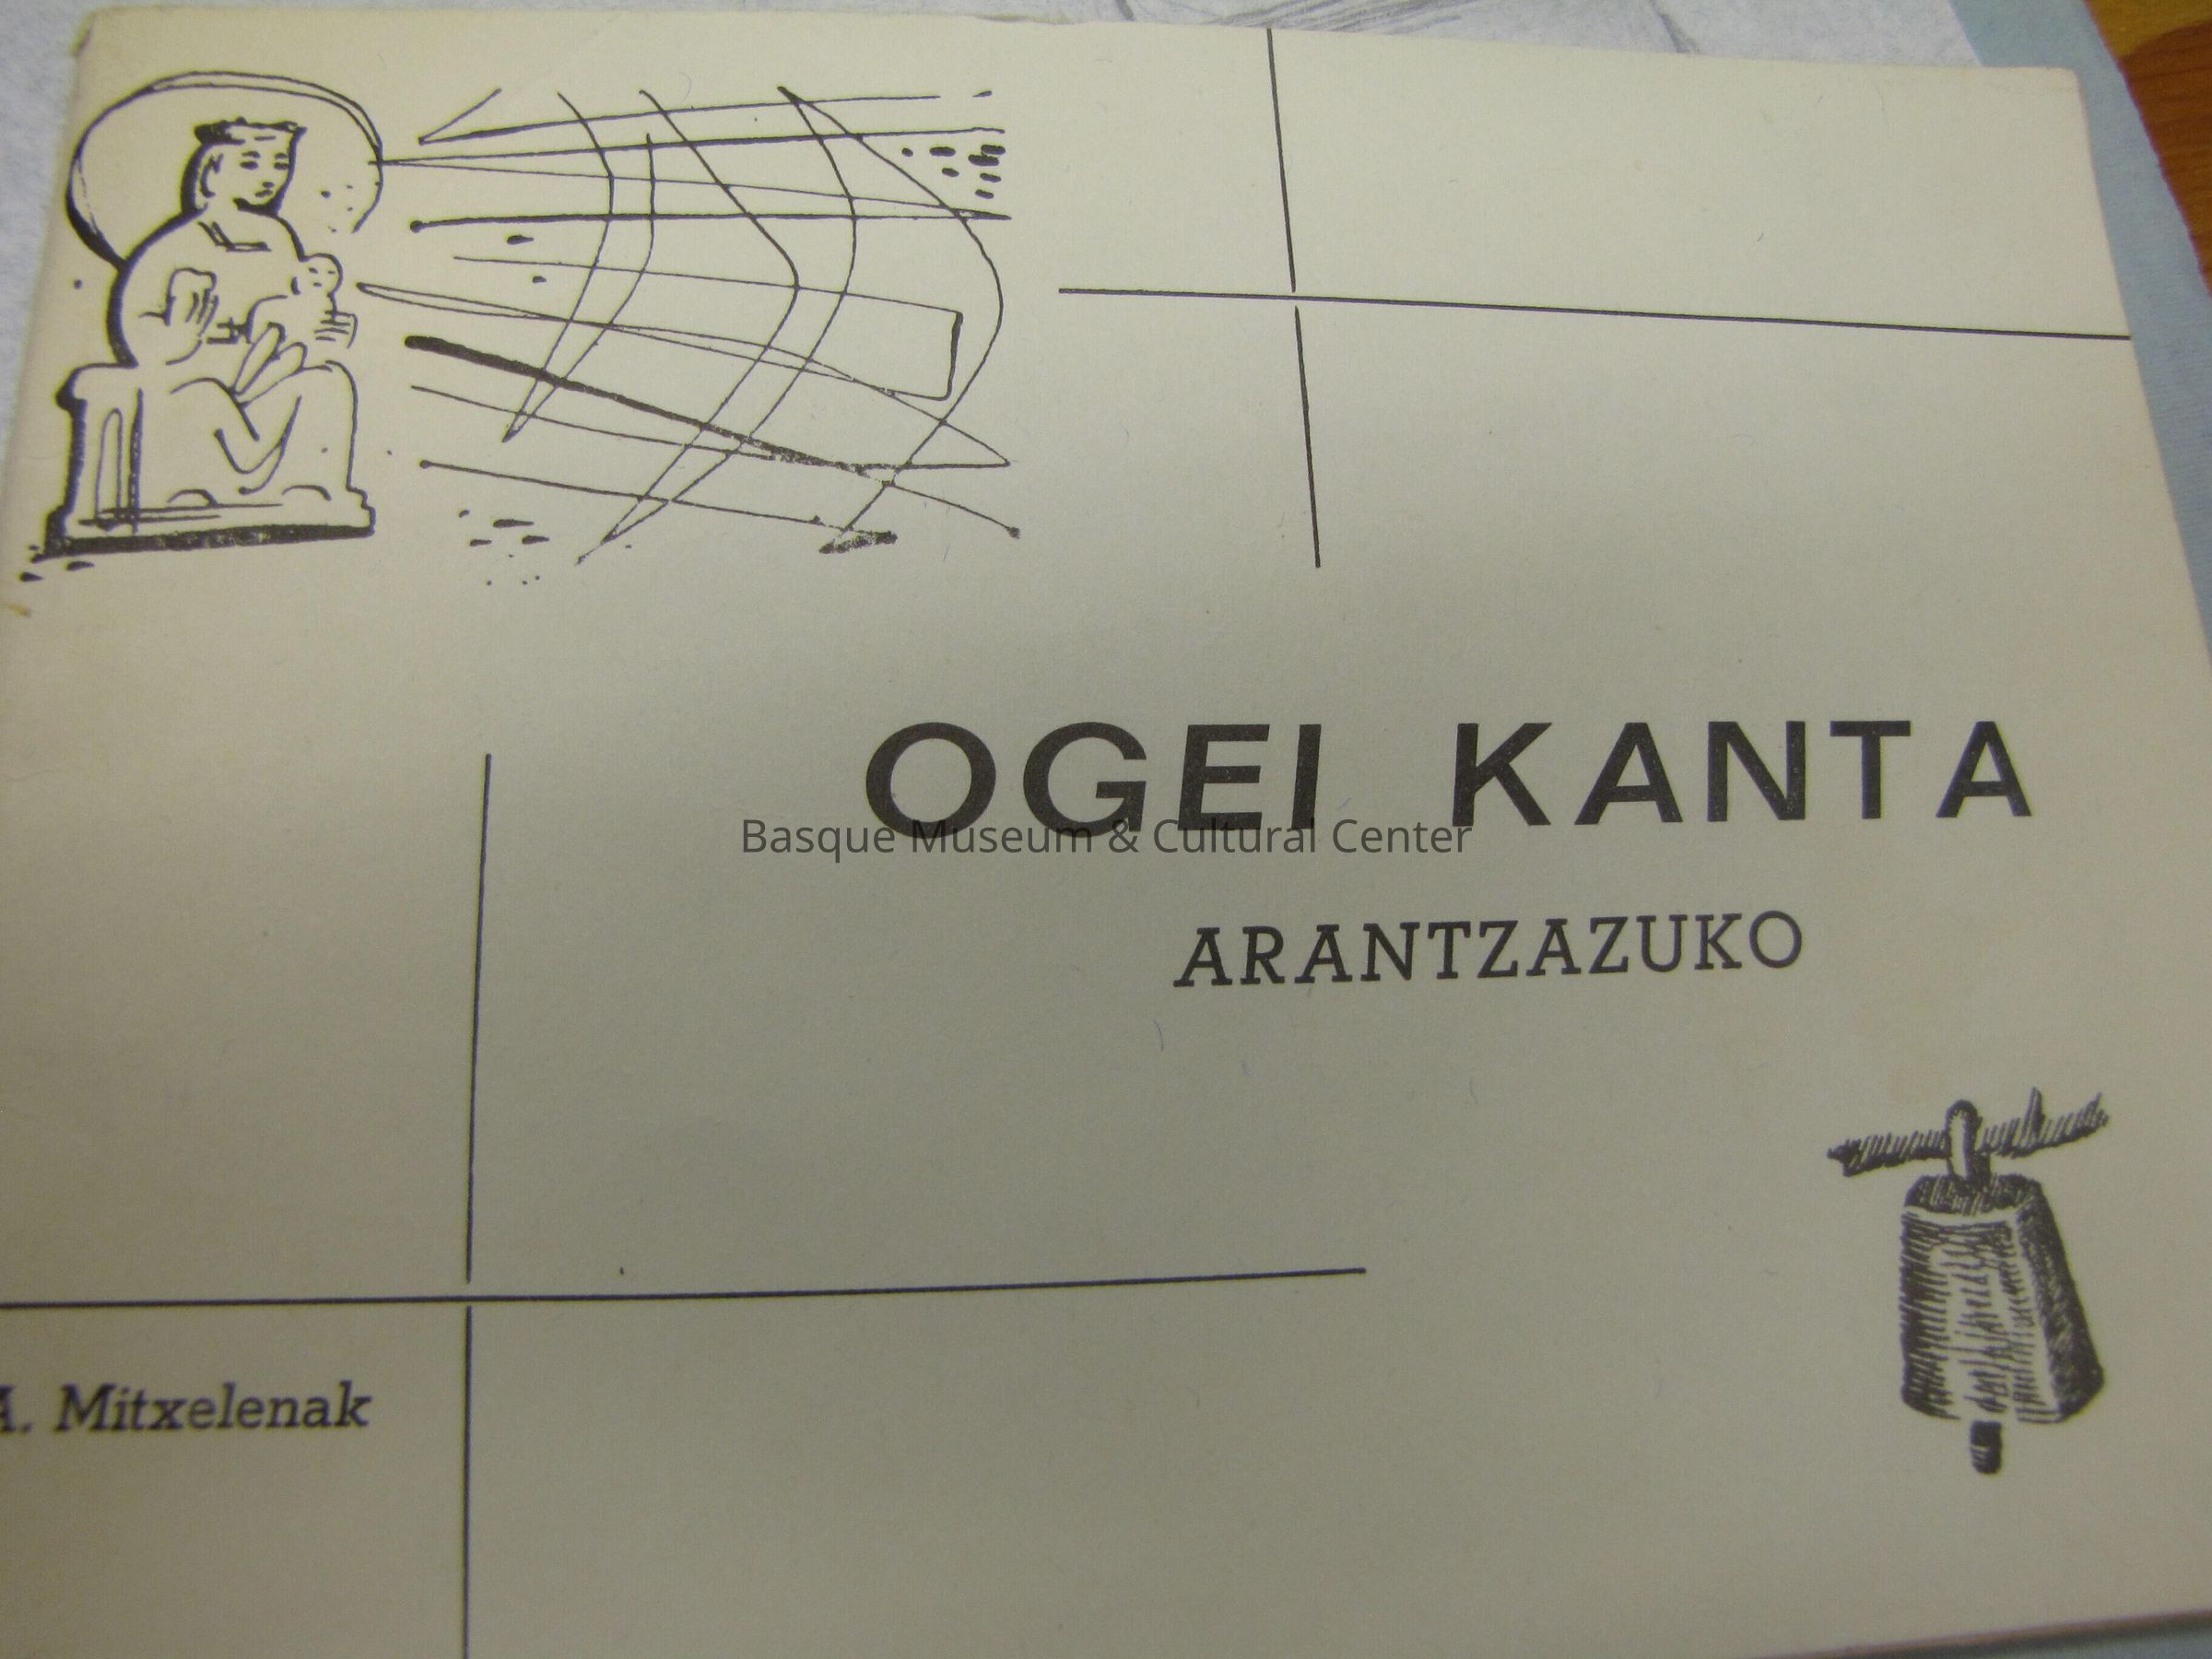 OGEI KANTA
Basque Museum & Cultural Center
ARANTZAZUKO
A. Mitxelenak